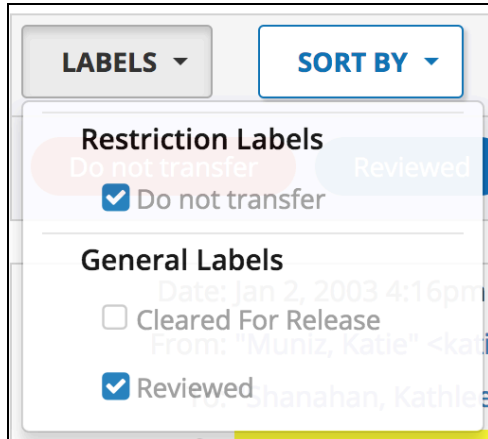 LABELS SORT BY
Restriction Labels
Do not transfer Reviewed
Do not transfer
General Labels
Date: Jan 2, 2003 4:16pm
Cleared For Release
From: "Muniz, Katie" <kati
Reviewed
To: "Shanahan, Kathlee